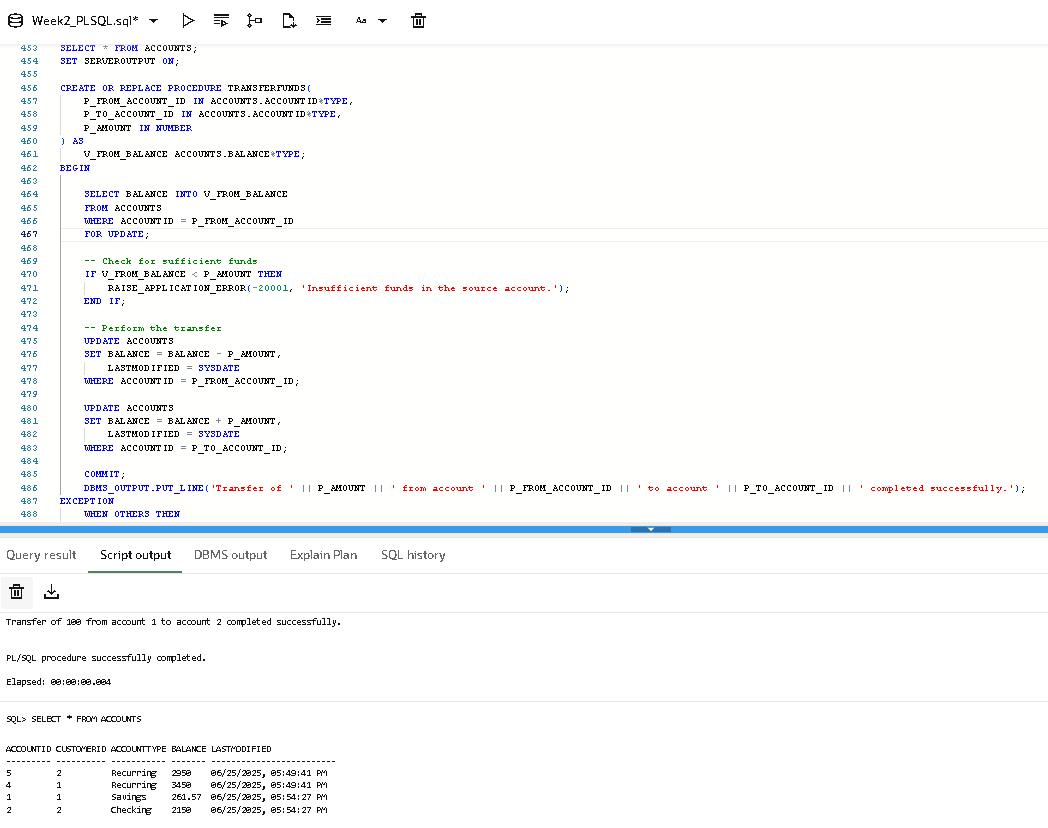 Week2_PLSQL.sql*
Aa
453 SELECT * FROM ACCOUNTS;
454 SET SERVEROUTPUT ON;
455
456 CREATE OR REPLACE PROCEDURE TRANSFERFUNDS(
457 P_FROM_ACCOUNT_ID IN ACCOUNTS.ACCOUNTID%TYPE,
458 P_TO_ACCOUNT_ID IN ACCOUNTS.ACCOUNTID%TYPE,
459 P_AMOUNT IN NUMBER
460 ) AS
461 V_FROM_BALANCE ACCOUNTS.BALANCE%TYPE;
462 BEGIN
463
464 SELECT BALANCE INTO V_FROM_BALANCE
465 FROM ACCOUNTS
466 WHERE ACCOUNTID = P_FROM_ACCOUNT_ID
467 FOR UPDATE;
468
469 -- Check for sufficient funds
470 IF V_FROM_BALANCE < P_AMOUNT THEN
471 RAISE_APPLICATION_ERROR(-20001, 'Insufficient funds in the source account.');
472 END IF;
473
474 -- Perform the transfer
475 UPDATE ACCOUNTS
476 SET BALANCE = BALANCE - P_AMOUNT,
477 LASTMODIFIED = SYSDATE
478 WHERE ACCOUNTID = P_FROM_ACCOUNT_ID;
479
480 UPDATE ACCOUNTS
481 SET BALANCE = BALANCE + P_AMOUNT,
482 LASTMODIFIED = SYSDATE
483 WHERE ACCOUNTID = P_TO_ACCOUNT_ID;
484
485 COMMIT;
486 DBMS_OUTPUT.PUT_LINE('Transfer of ' || P_AMOUNT || ' from account ' || P_FROM_ACCOUNT_ID || ' to account ' || P_TO_ACCOUNT_ID || ' completed successfully.');
487 EXCEPTION
488 WHEN OTHERS THEN
Query result Script output DBMS output Explain Plan SQL history
Transfer of 100 from account 1 to account 2 completed successfully.
PL/SQL procedure successfully completed.
Elapsed: 00:00:00.004
SQL> SELECT * FROM ACCOUNTS
ACCOUNTID CUSTOMERID ACCOUNTTYPE BALANCE LASTMODIFIED
--------- ---------- ----------- ------- ------------------------
5 2 Recurring 2950 06/25/2025, 05:49:41 PM
4 1 Recurring 3450 06/25/2025, 05:49:41 PM
1 1 Savings 261.57 06/25/2025, 05:54:27 PM
2 2 Checking 2150 06/25/2025, 05:54:27 PM